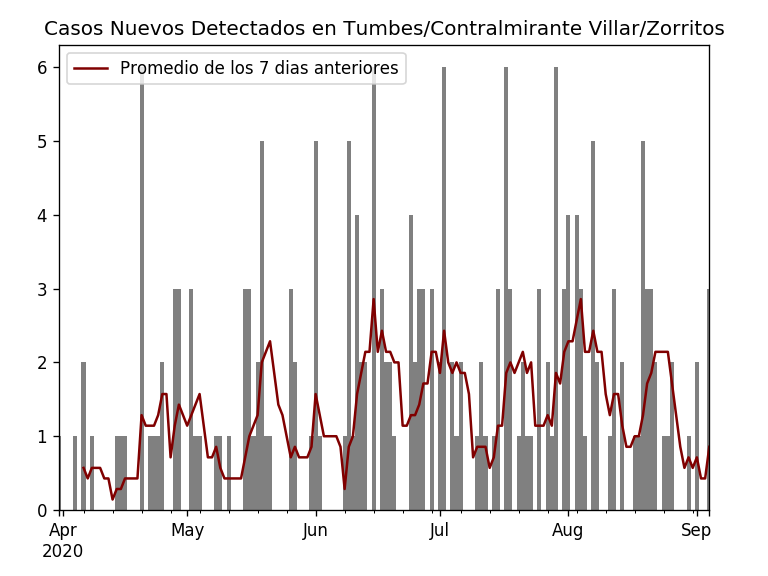 Casos Nuevos Detectados en Tumbes/Contralmirante Villar/Zorritos
Promedio de los 7 dias anteriores
6
5
4
3
2
1
0
Apr May Jun Jul Aug Sep
2020